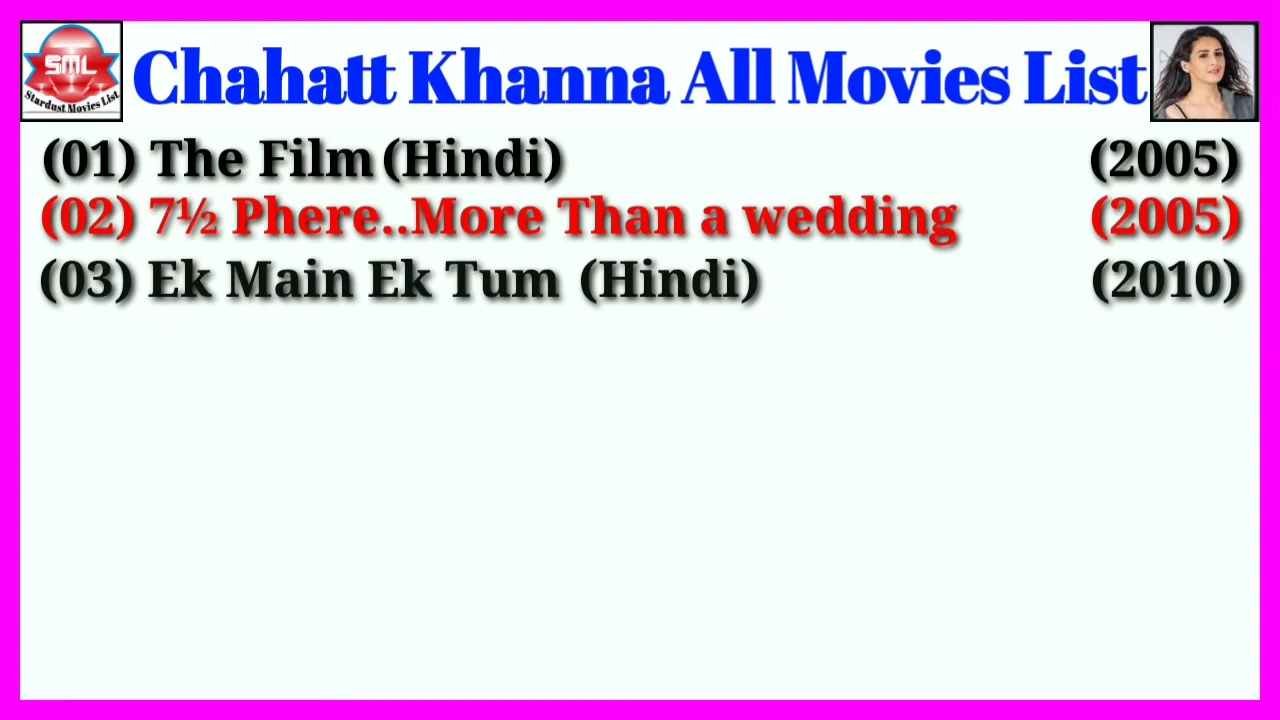 SML
Stardust Movies List
Chahatt Khanna All Movies List
(01) The Film (Hindi) (2005)
(02) 7½ Phere..More Than a wedding (2005)
(03) Ek Main Ek Tum (Hindi) (2010)